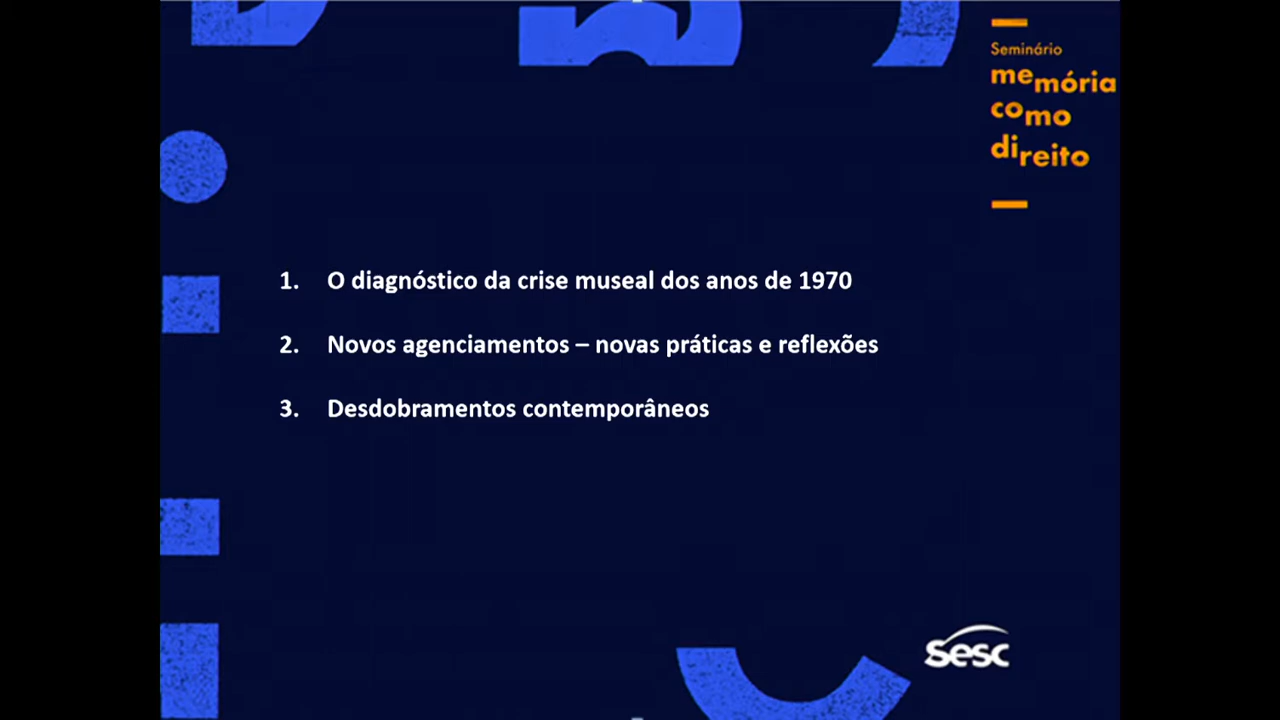 Seminário
memória
como
direito
1. O diagnóstico da crise museal dos anos de 1970
2. Novos agenciamentos – novas práticas e reflexões
3. Desdobramentos contemporâneos
Sesc